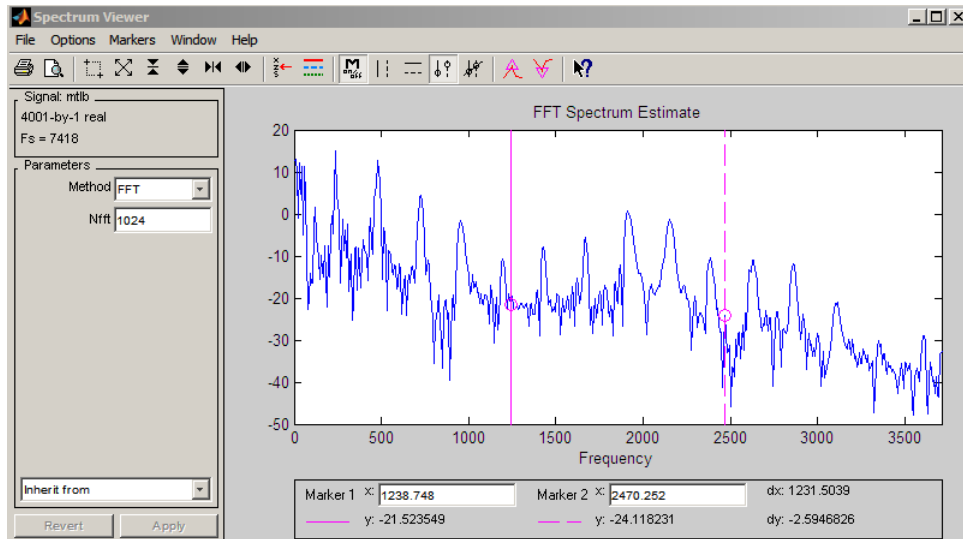 Spectrum Viewer
File Options Markers Window Help
Signal: mtlb
4001-by-1 real
Fs = 7418
Parameters
Method FFT
Nfft 1024
Inherit from
Revert Apply
FFT Spectrum Estimate
20
10
0
-10
-20
-30
-40
-50
0 500 1000 1500 2000 2500 3000 3500
Frequency
Marker 1 x: 1238.748 Marker 2 x: 2470.252 dx: 1231.5039
y: -21.523549 y: -24.118231 dy: -2.5946826